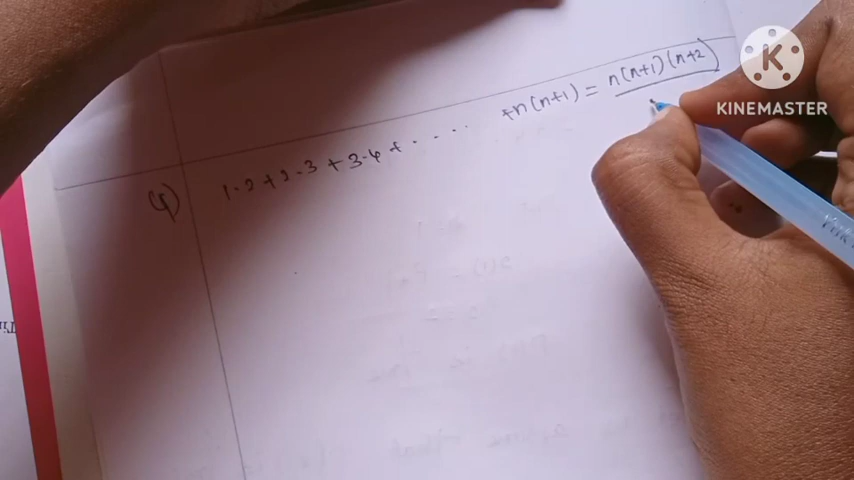 KINEMASTER
4) 1·2 + 2·3 + 3·4 + ..... +n(n+1) = n(n+1)(n+2)